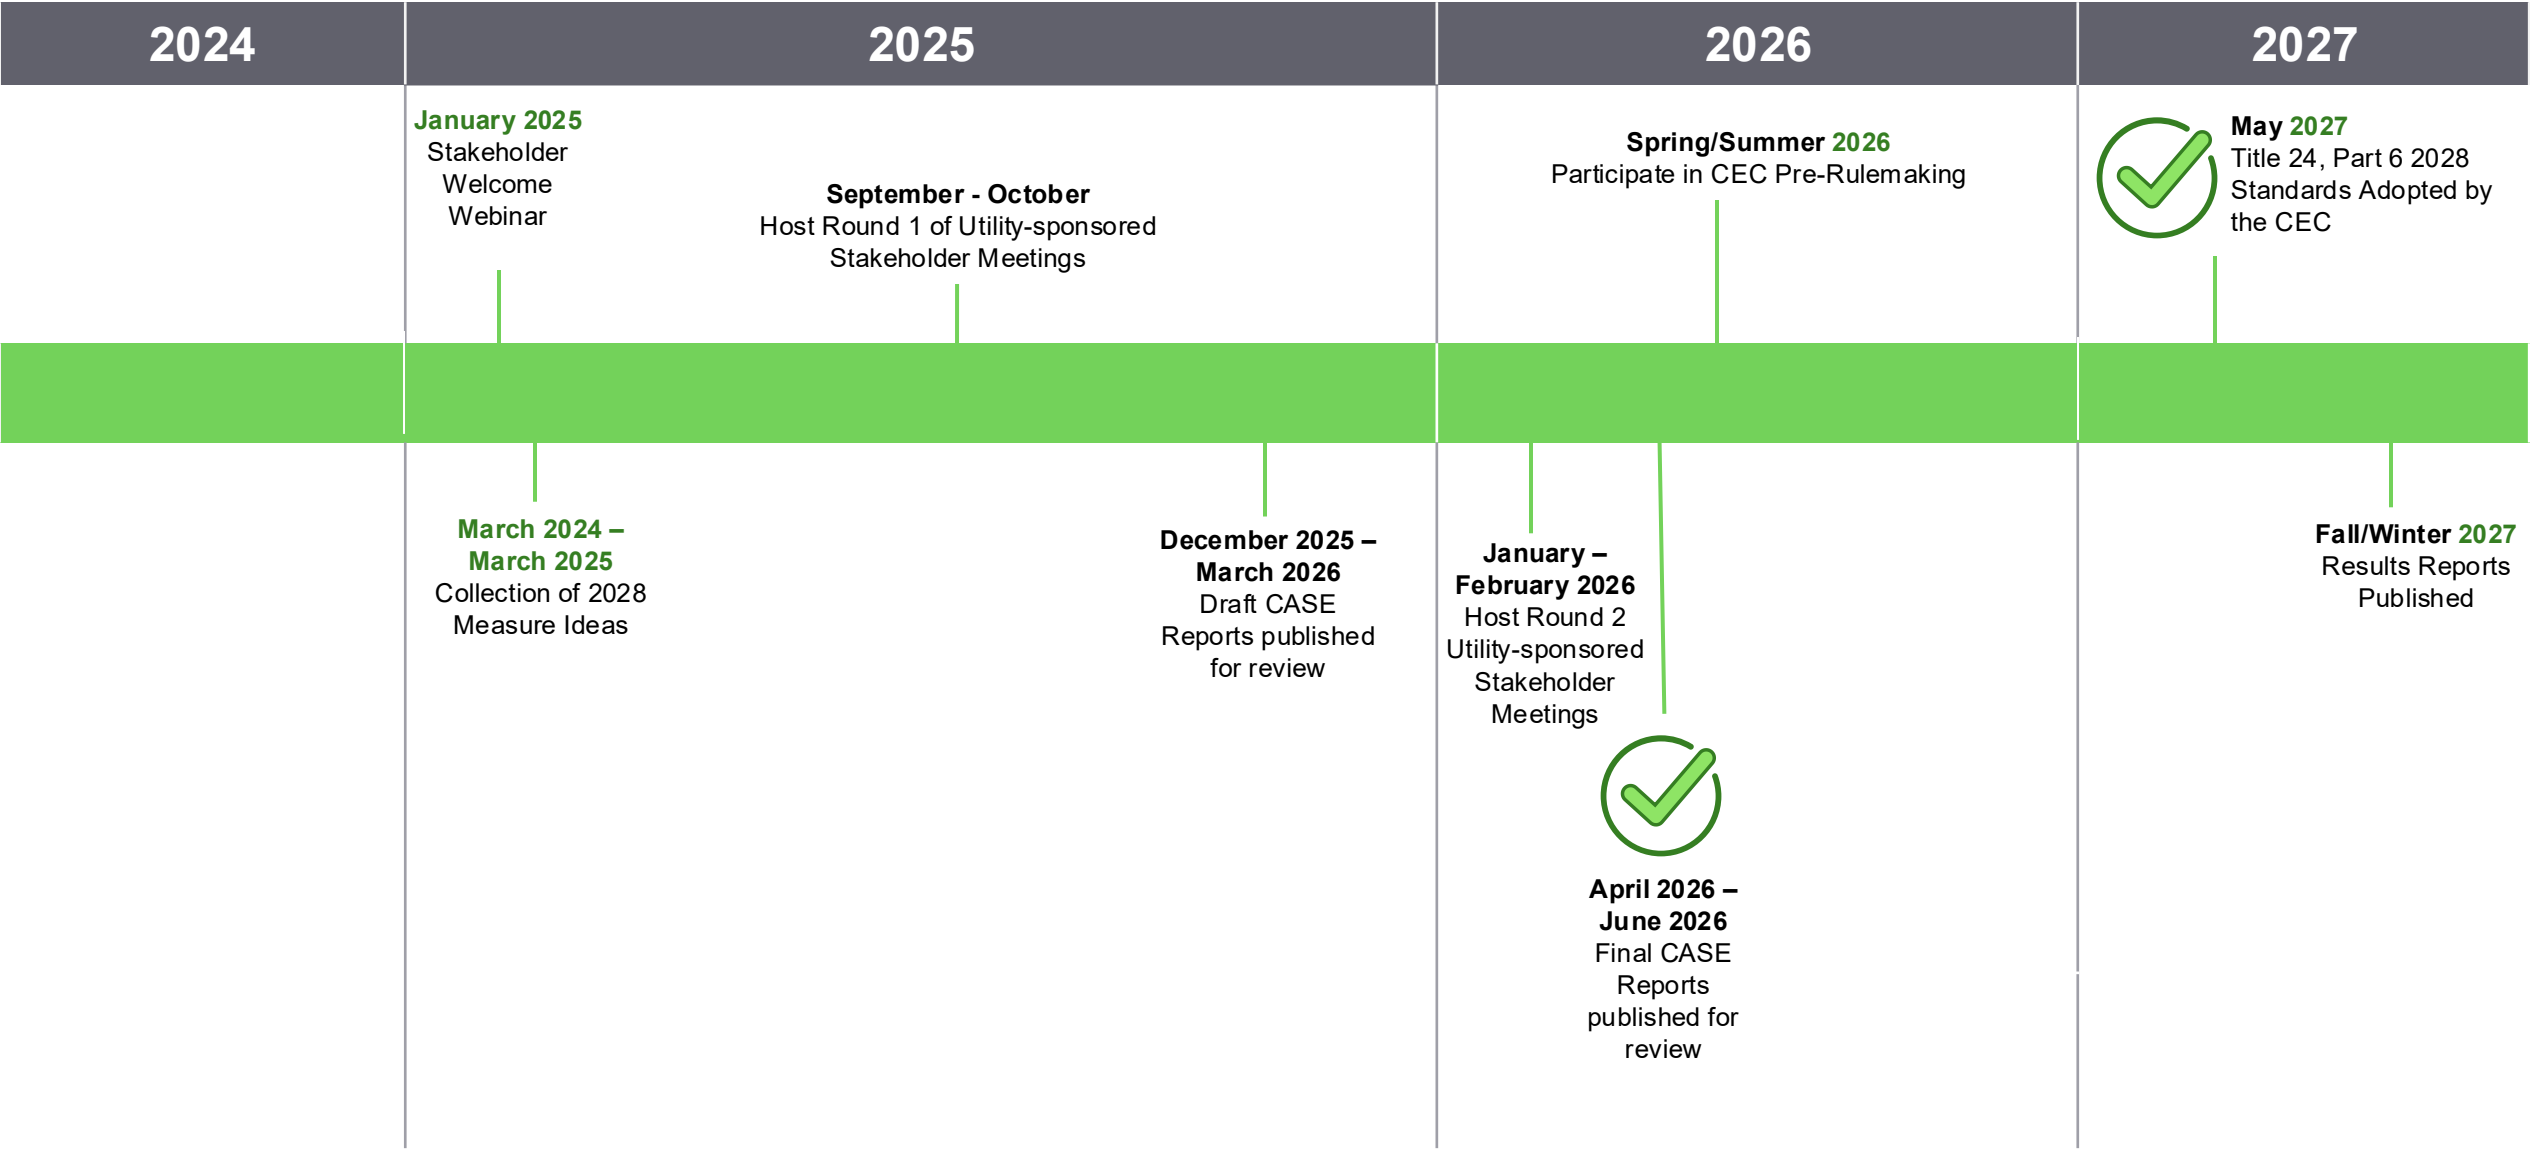 2024
2025
2026
2027
January 2025
Stakeholder
Welcome
Webinar
September - October
Host Round 1 of Utility-sponsored
Stakeholder Meetings
Spring/Summer 2026
Participate in CEC Pre-Rulemaking
May 2027
Title 24, Part 6 2028
Standards Adopted by
the CEC
March 2024 –
March 2025
Collection of 2028
Measure Ideas
December 2025 –
March 2026
Draft CASE
Reports published
for review
January –
February 2026
Host Round 2
Utility-sponsored
Stakeholder
Meetings
April 2026 –
June 2026
Final CASE
Reports
published for
review
Fall/Winter 2027
Results Reports
Published